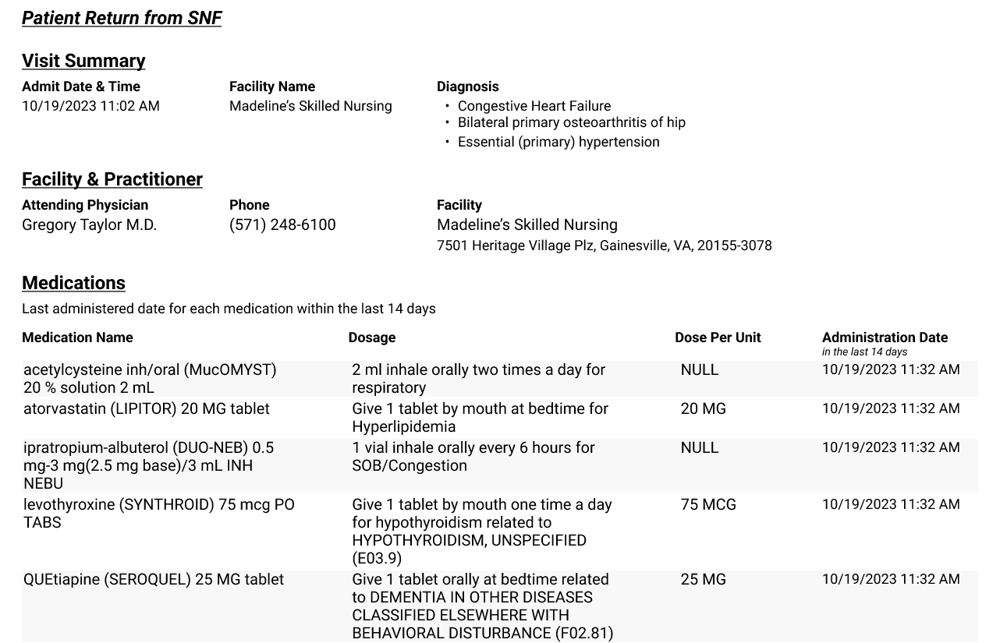 Patient Return from SNF
Visit Summary
Admit Date & Time
Facility Name
Diagnosis
10/19/2023 11:02 AM
Madeline’s Skilled Nursing
• Congestive Heart Failure
• Bilateral primary osteoarthritis of hip
• Essential (primary) hypertension
Facility & Practitioner
Attending Physician
Phone
Facility
Gregory Taylor M.D.
(571) 248-6100
Madeline’s Skilled Nursing
7501 Heritage Village Plz, Gainesville, VA, 20155-3078
Medications
Last administered date for each medication within the last 14 days
Medication Name
Dosage
Dose Per Unit
Administration Date
in the last 14 days
acetylcysteine inh/oral (MucOMYST)
20 % solution 2 mL
2 ml inhale orally two times a day for
respiratory
NULL
10/19/2023 11:32 AM
atorvastatin (LIPITOR) 20 MG tablet
Give 1 tablet by mouth at bedtime for
Hyperlipidemia
20 MG
10/19/2023 11:32 AM
ipratropium-albuterol (DUO-NEB) 0.5
mg-3 mg(2.5 mg base)/3 mL INH
NEBU
1 vial inhale orally every 6 hours for
SOB/Congestion
NULL
10/19/2023 11:32 AM
levothyroxine (SYNTHROID) 75 mcg PO
TABS
Give 1 tablet by mouth one time a day
for hypothyroidism related to
HYPOTHYROIDISM, UNSPECIFIED
(E03.9)
75 MCG
10/19/2023 11:32 AM
QUEtiapine (SEROQUEL) 25 MG tablet
Give 1 tablet orally at bedtime related
to DEMENTIA IN OTHER DISEASES
CLASSIFIED ELSEWHERE WITH
BEHAVIORAL DISTURBANCE (F02.81)
25 MG
10/19/2023 11:32 AM